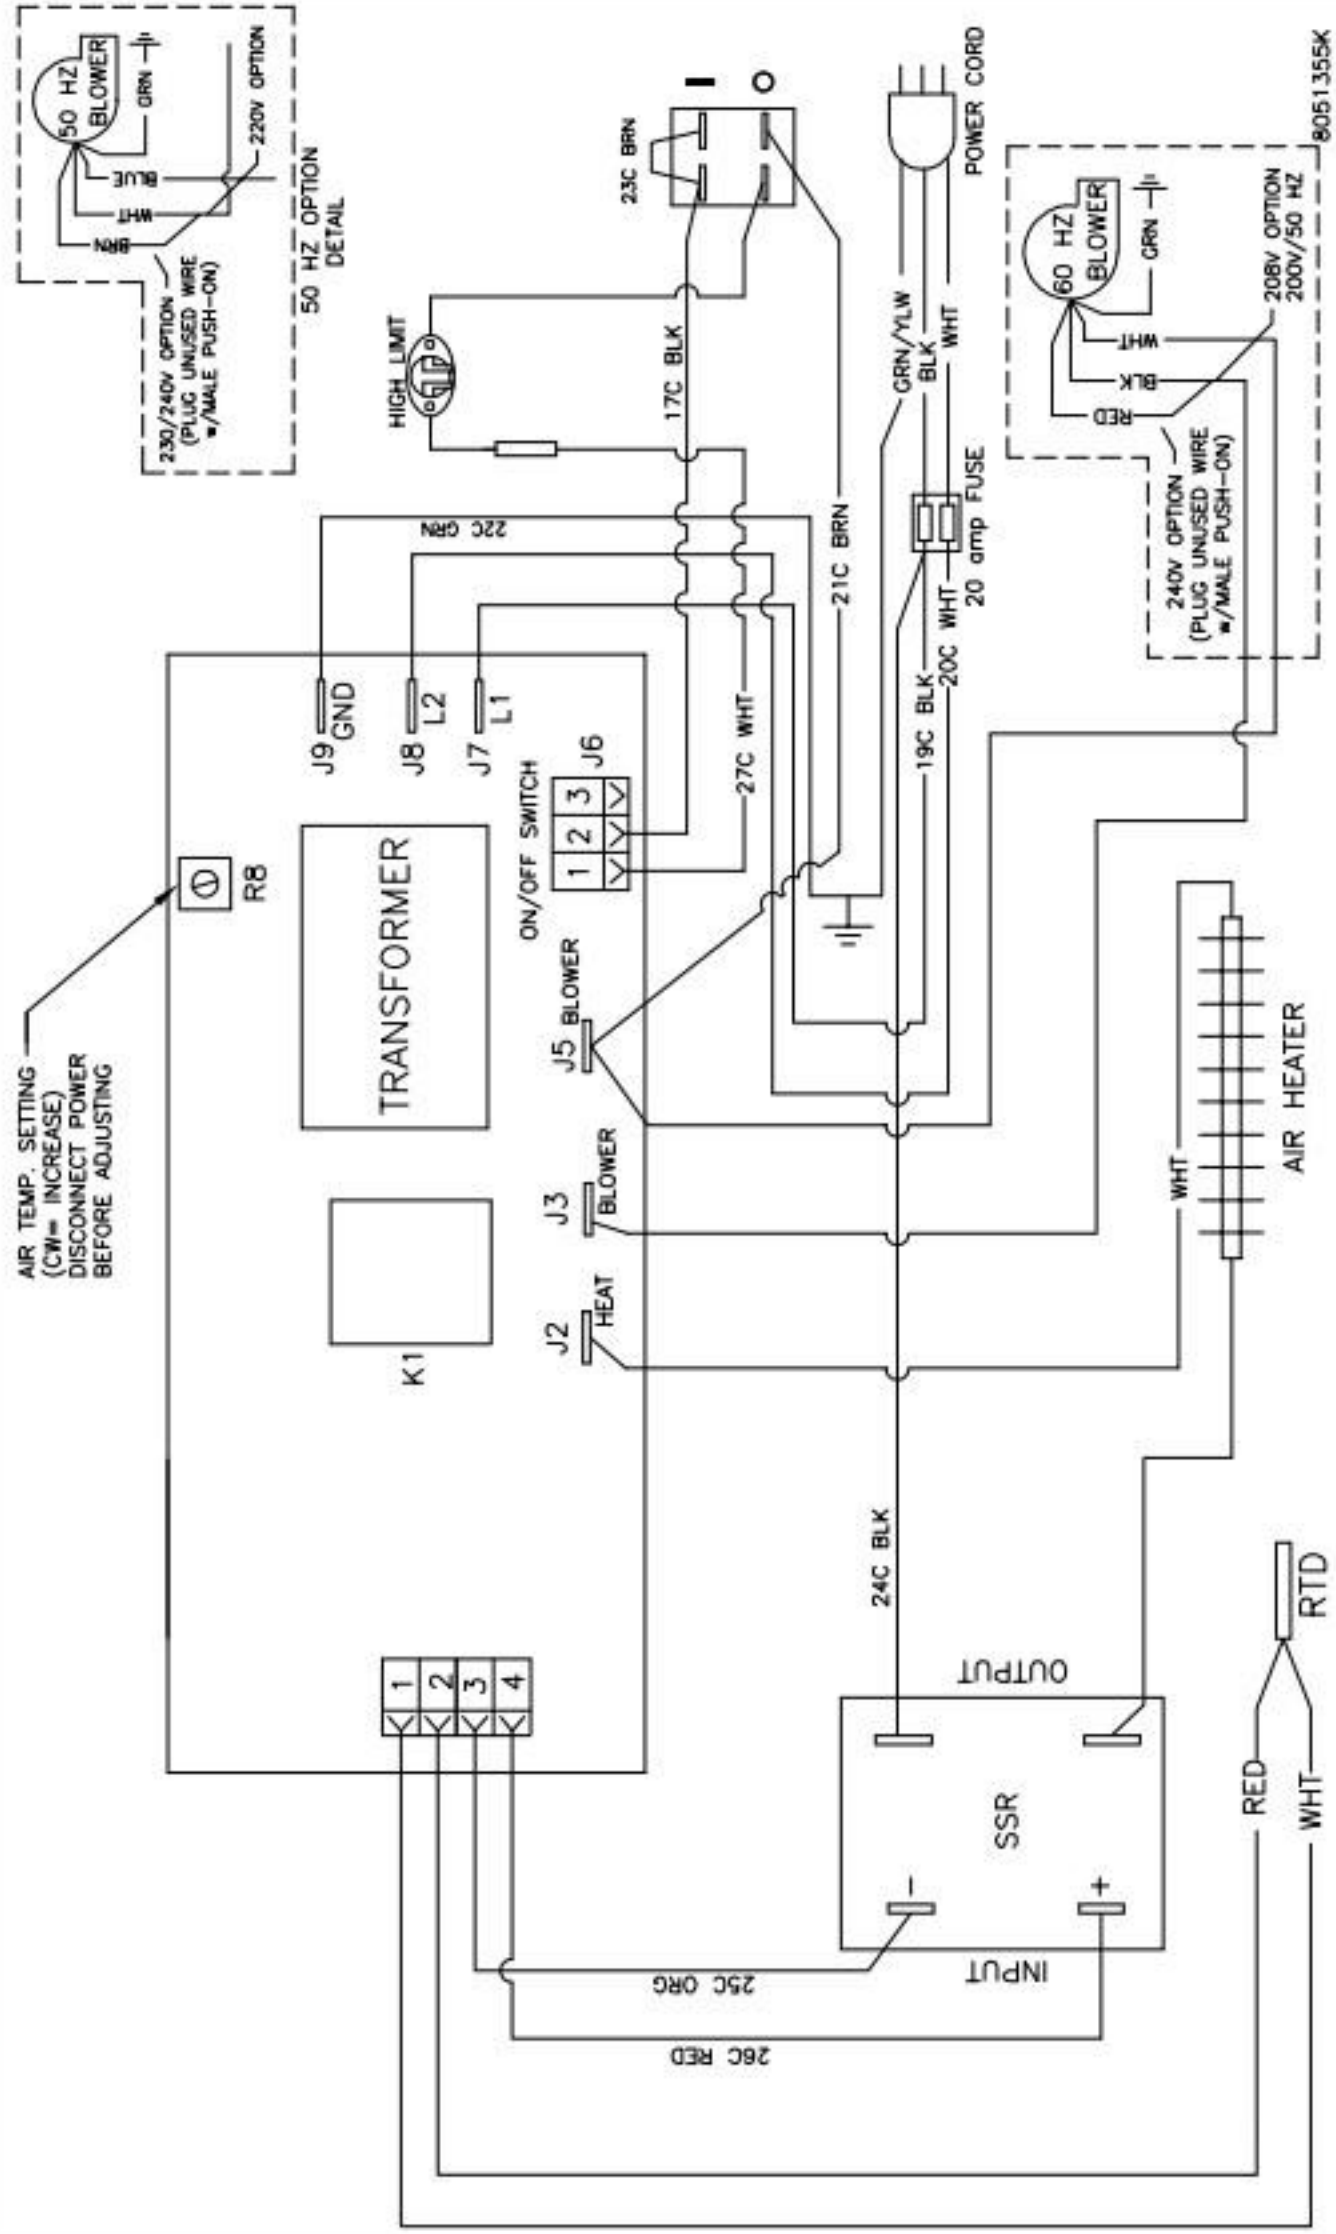 50 HZ
BLOWER
GRN
BLUE
WHT
BRN
220V OPTION
230/240V OPTION
(PLUG UNUSED WIRE
w/MALE PUSH-ON)
50 HZ OPTION
DETAIL
HIGH LIMIT
23C BRN
17C BLK
21C BRN
27C WHT
22C GRN
POWER CORD
GRN/YLW
BLK
WHT
20 amp FUSE
19C BLK
20C WHT
60 HZ
BLOWER
GRN
WHT
BLK
RED
208V OPTION
200V/50 HZ
240V OPTION
(PLUG UNUSED WIRE
w/MALE PUSH-ON)
8051355K
AIR TEMP. SETTING
(CW= INCREASE)
DISCONNECT POWER
BEFORE ADJUSTING
R8
J9
GND
J8
L2
J7
L1
TRANSFORMER
ON/OFF SWITCH
J6
1 2 3
J5
BLOWER
J3
BLOWER
J2
HEAT
K1
1
2
3
4
WHT
AIR HEATER
24C BLK
OUTPUT
SSR
-
+
INPUT
25C ORG
26C RED
RED
WHT
RTD